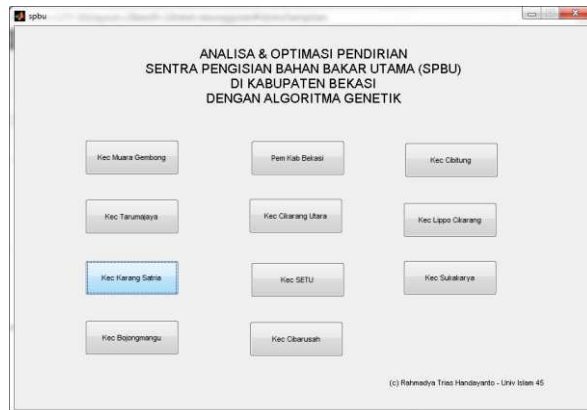 spbu
ANALISA & OPTIMASI PENDIRIAN
SENTRA PENGISIAN BAHAN BAKAR UTAMA (SPBU)
DI KABUPATEN BEKASI
DENGAN ALGORITMA GENETIK
Kec Muara Gembong
Pem Kab Bekasi
Kec Cibitung
Kec Tarumajaya
Kec Cikarang Utara
Kec Lippo Cikarang
Kec Karang Satria
Kec SETU
Kec Sukakarya
Kec Bojongmangu
Kec Cibarusah
(c) Rahmadya Trias Handayanto - Univ Islam 45